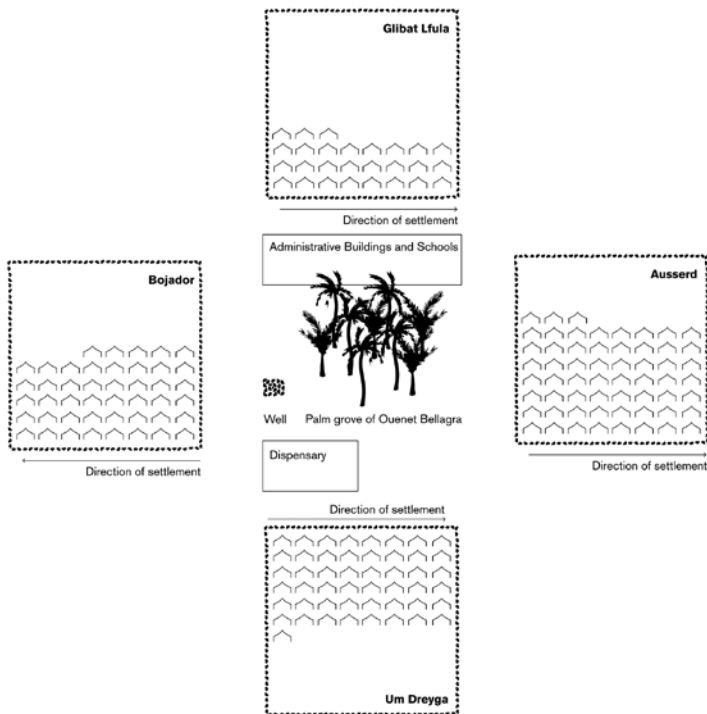 Glibat Lfula
Direction of settlement
Administrative Buildings and Schools
Bojador
Ausserd
Well
Palm grove of Ouenet Bellagra
Direction of settlement
Dispensary
Direction of settlement
Direction of settlement
Um Dreyga